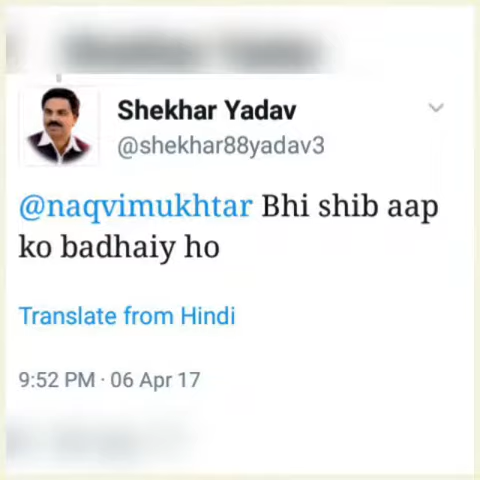 Shekhar Yadav
@shekhar88yadav3
@naqvimukhtar Bhi shib aap
ko badhaiy ho
Translate from Hindi
9:52 PM · 06 Apr 17